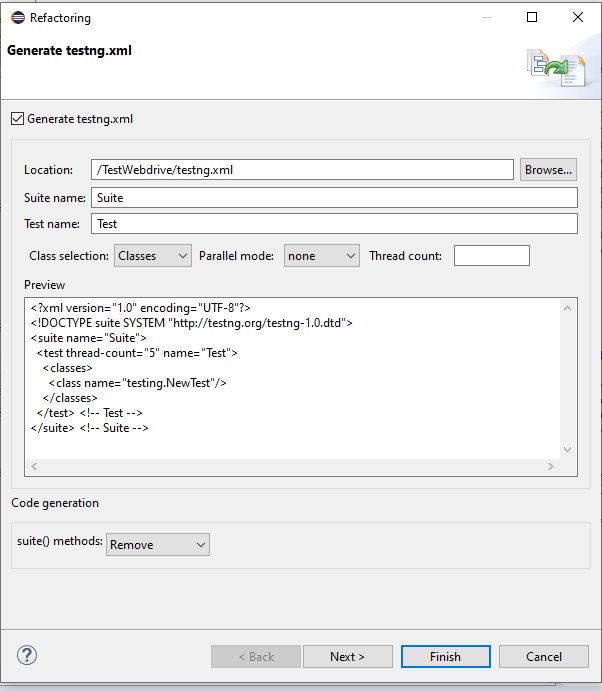 Refactoring
Generate testng.xml
Generate testng.xml
Location: /TestWebdrive/testng.xml Browse...
Suite name: Suite
Test name: Test
Class selection: Classes Parallel mode: none Thread count:
Preview
<?xml version="1.0" encoding="UTF-8"?>
<!DOCTYPE suite SYSTEM "http://testng.org/testng-1.0.dtd">
<suite name="Suite">
  <test thread-count="5" name="Test">
    <classes>
      <class name="testing.NewTest"/>
    </classes>
  </test> <!-- Test -->
</suite> <!-- Suite -->
Code generation
suite() methods: Remove
? < Back Next > Finish Cancel